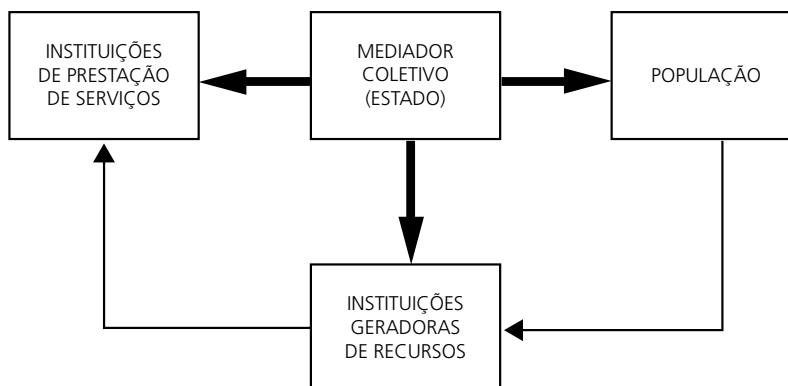 INSTITUIÇÕES
DE PRESTAÇÃO
DE SERVIÇOS
MEDIADOR
COLETIVO
(ESTADO)
POPULAÇÃO
INSTITUIÇÕES
GERADORAS
DE RECURSOS